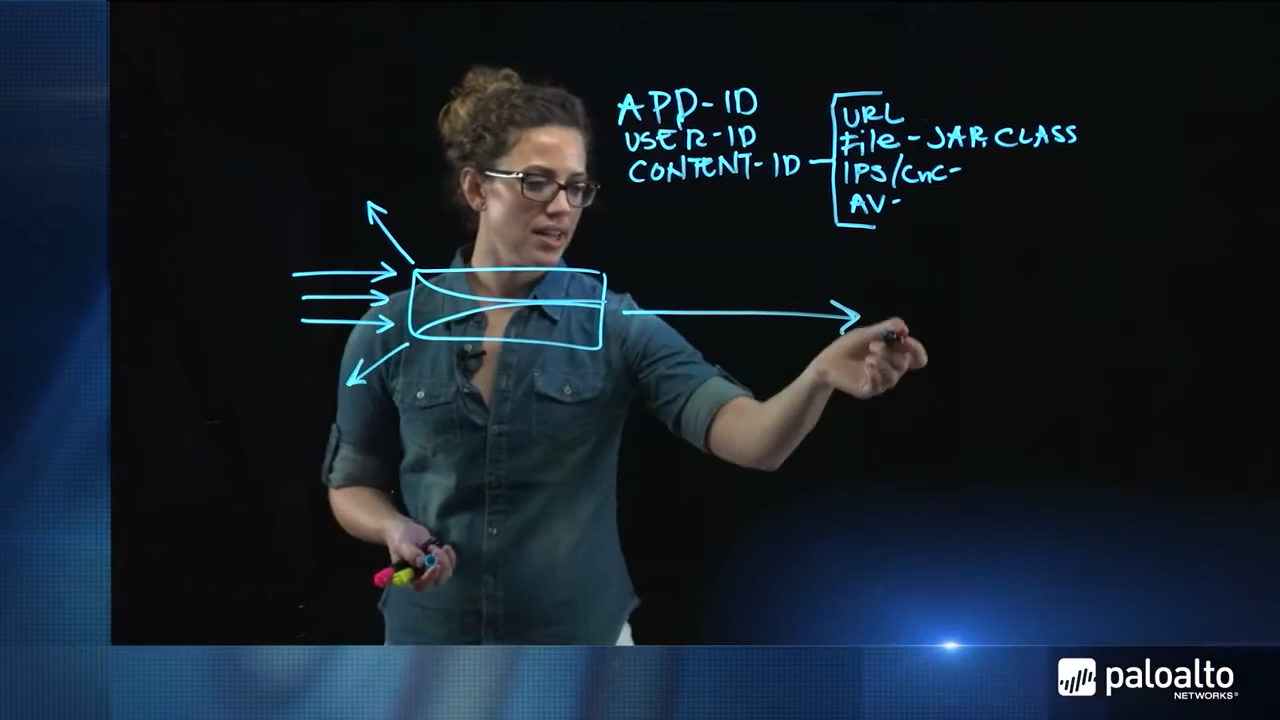 APP-ID
USER-ID
CONTENT-ID
URL
File - JAR, CLASS
IPS/CnC-
AV-
paloalto
NETWORKS®